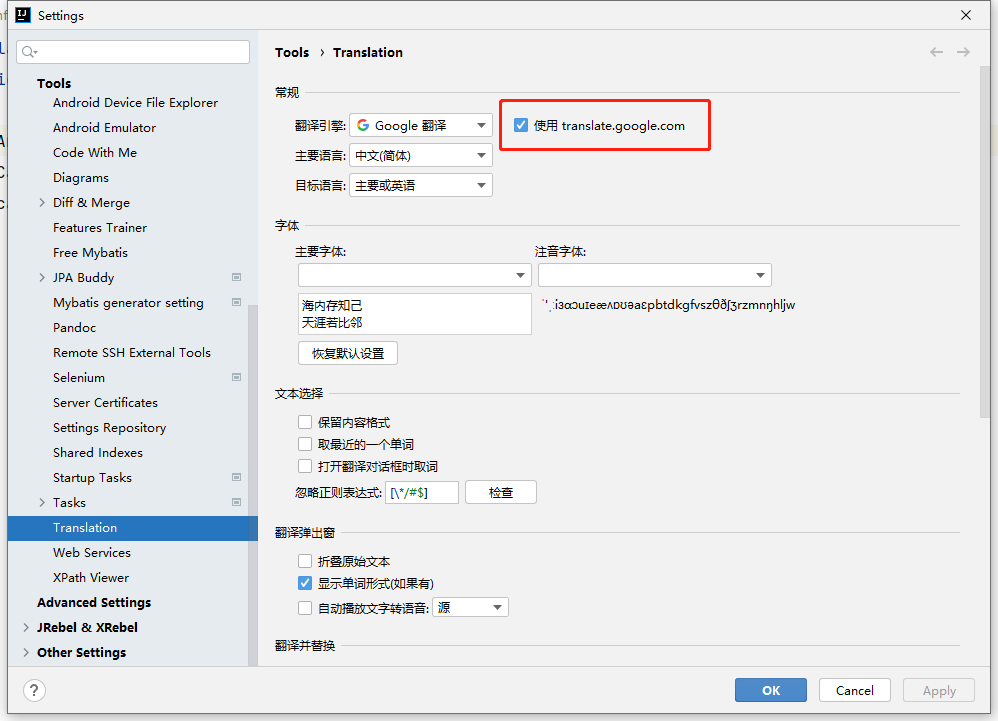 Settings
Tools
Android Device File Explorer
Android Emulator
Code With Me
Diagrams
Diff & Merge
Features Trainer
Free Mybatis
JPA Buddy
Mybatis generator setting
Pandoc
Remote SSH External Tools
Selenium
Server Certificates
Settings Repository
Shared Indexes
Startup Tasks
Tasks
Translation
Web Services
XPath Viewer
Advanced Settings
JRebel & XRebel
Other Settings
Tools › Translation
常规
翻译引擎: Google 翻译 使用 translate.google.com
主要语言: 中文(简体)
目标语言: 主要或英语
字体
主要字体: 注音字体:
海内存知己
天涯若比邻
ˈˌːiɜɑɔuɪeæʌɒʊəaɛpbtdkgfvszθðʃʒrzmnŋhljw
恢复默认设置
文本选择
保留内容格式
取最近的一个单词
打开翻译对话框时取词
忽略正则表达式: [\*/#$] 检查
翻译弹出窗
折叠原始文本
显示单词形式(如果有)
自动播放文字转语音: 源
翻译并替换
? OK Cancel Apply